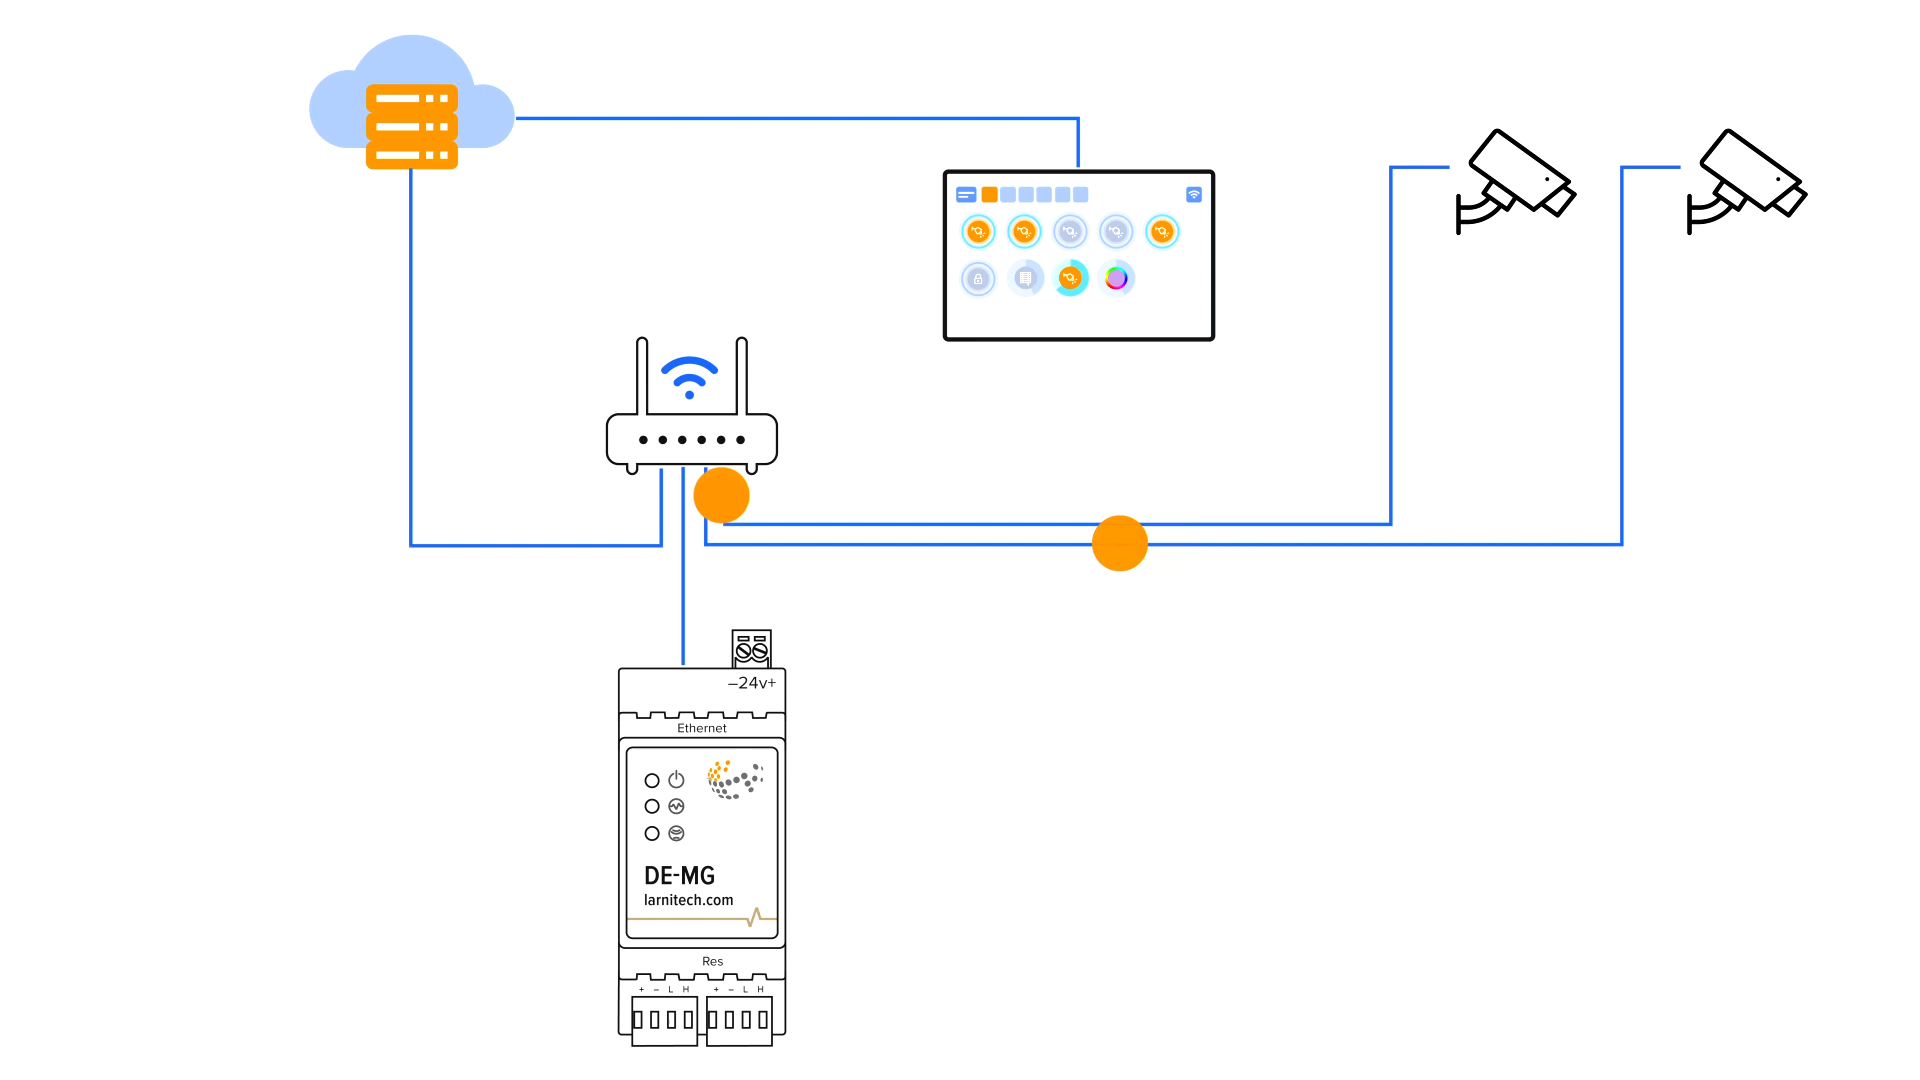 –24v+
Ethernet
DE-MG
larnitech.com
Res
+ – L H + – L H